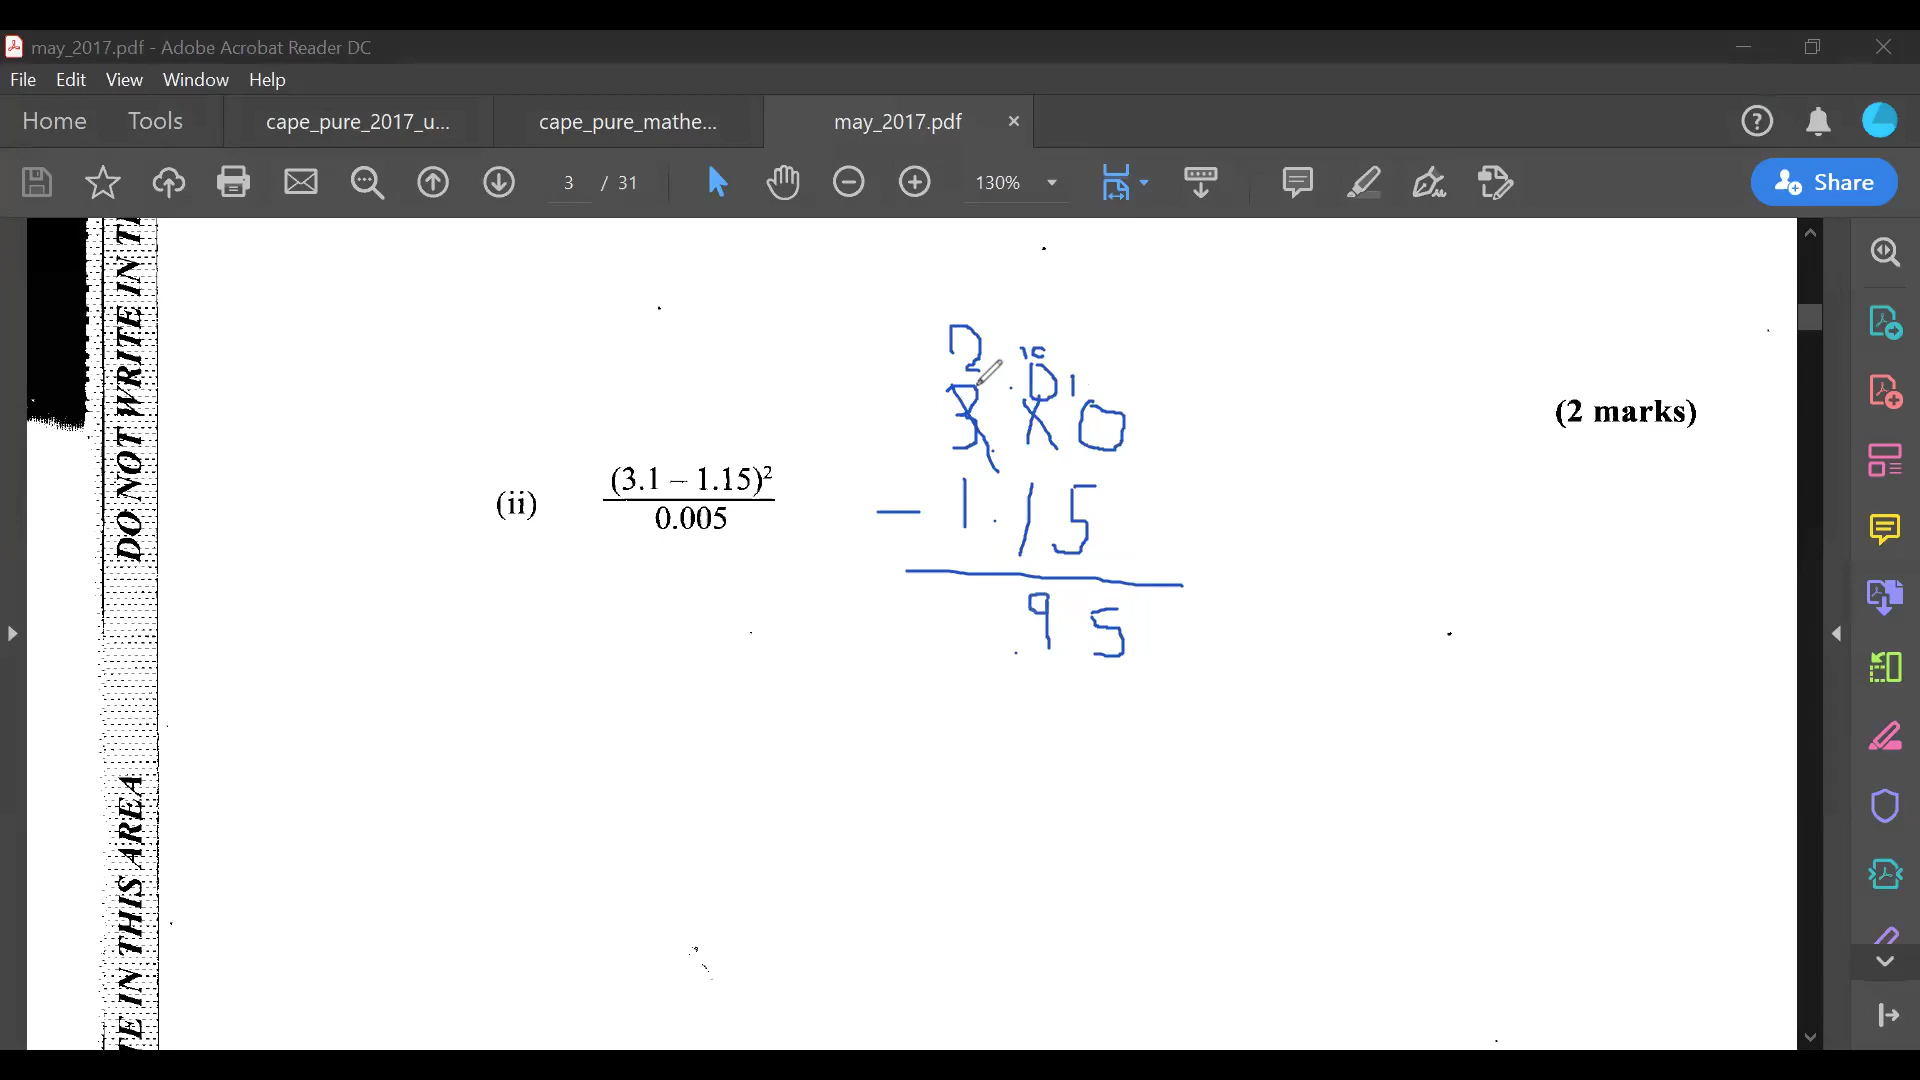 may_2017.pdf - Adobe Acrobat Reader DC
File Edit View Window Help
Home Tools cape_pure_2017_u... cape_pure_mathe... may_2017.pdf ×
3 / 31 130% Share
DO NOT WRITE IN T
TE IN THIS AREA
(2 marks)
(ii) (3.1 – 1.15)²
0.005
2 10
3 . 1 0
– 1 . 1 5
. 9 5